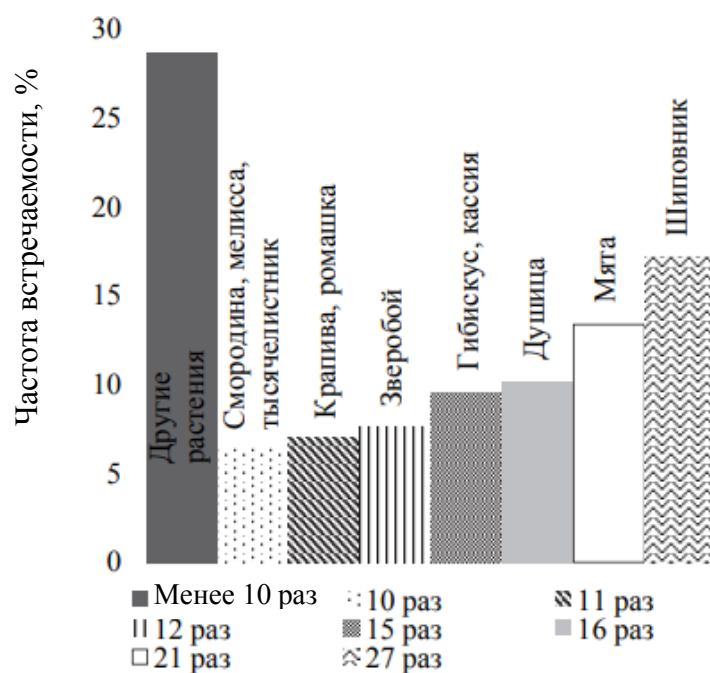 Частота встречаемости, %
30
25
20
15
10
5
0
Другие
растения
Смородина, мелисса,
тысячелистник
Крапива, ромашка
Зверобой
Гибискус, кассия
Душица
Мята
Шиповник
Менее 10 раз
10 раз
11 раз
12 раз
15 раз
16 раз
21 раз
27 раз